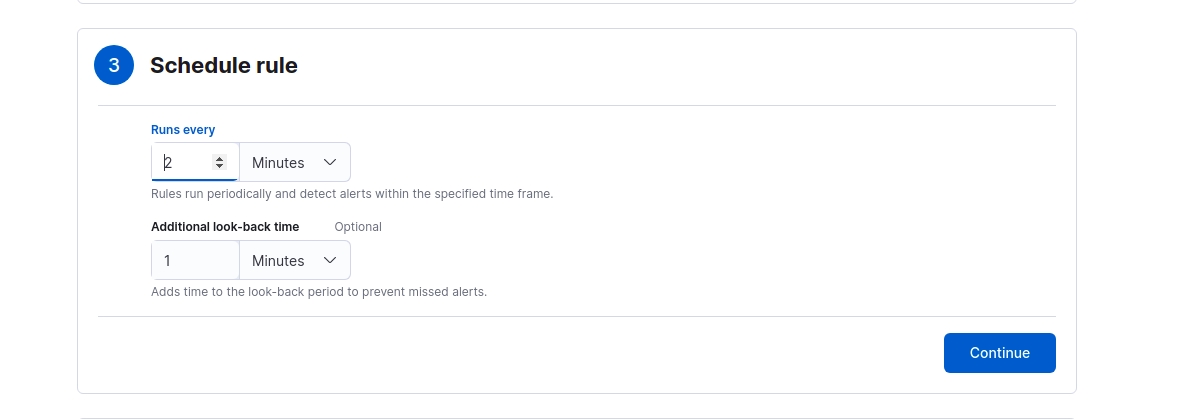 3 Schedule rule
Runs every
2 Minutes
Rules run periodically and detect alerts within the specified time frame.
Additional look-back time Optional
1 Minutes
Adds time to the look-back period to prevent missed alerts.
Continue